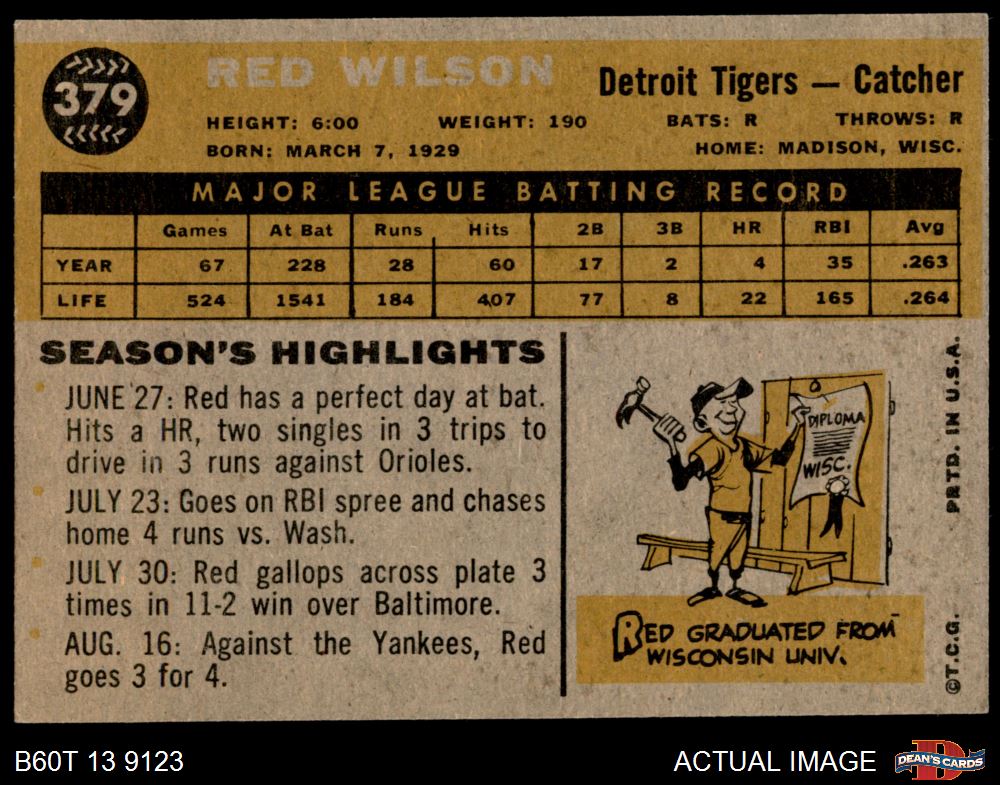 379
RED WILSON
Detroit Tigers — Catcher
HEIGHT: 6:00 WEIGHT: 190 BATS: R THROWS: R
BORN: MARCH 7, 1929 HOME: MADISON, WISC.
MAJOR LEAGUE BATTING RECORD
Games At Bat Runs Hits 2B 3B HR RBI Avg
YEAR 67 228 28 60 17 2 4 35 .263
LIFE 524 1541 184 407 77 8 22 165 .264
SEASON'S HIGHLIGHTS
JUNE 27: Red has a perfect day at bat.
Hits a HR, two singles in 3 trips to
drive in 3 runs against Orioles.
JULY 23: Goes on RBI spree and chases
home 4 runs vs. Wash.
JULY 30: Red gallops across plate 3
times in 11-2 win over Baltimore.
AUG. 16: Against the Yankees, Red
goes 3 for 4.
DIPLOMA
WISC.
RED GRADUATED FROM
WISCONSIN UNIV.
©T.C.G. PRTD. IN U.S.A.
B60T 13 9123
ACTUAL IMAGE
DEAN'S CARDS